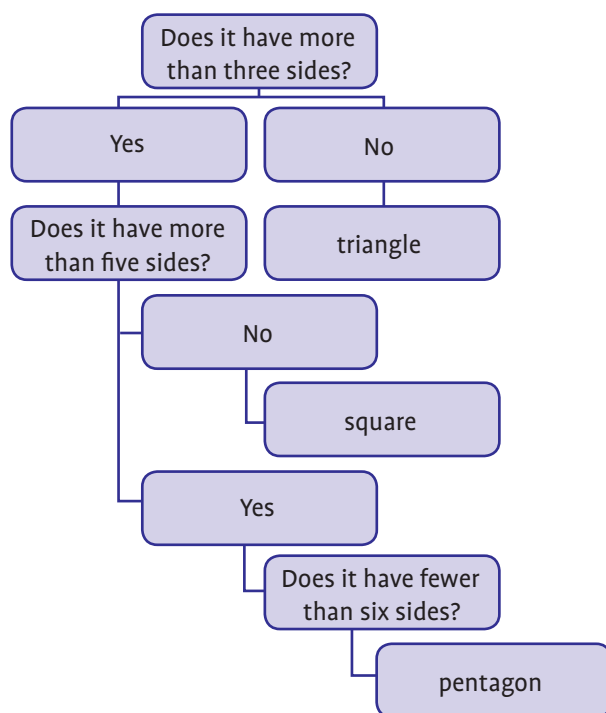 Does it have more
than three sides?
Yes
No
Does it have more
than five sides?
triangle
No
square
Yes
Does it have fewer
than six sides?
pentagon